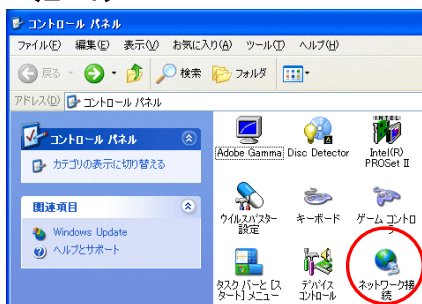 コントロール パネル
ファイル(F) 編集(E) 表示(V) お気に入り(A) ツール(T) ヘルプ(H)
戻る 検索 フォルダ
アドレス(D) コントロール パネル
コントロール パネル
カテゴリの表示に切り替える
関連項目
Windows Update
ヘルプとサポート
Adobe Gamma
Disc Detector
INTEL
Intel(R)
PROSet II
ウイルスバスター
設定
キーボード
ゲーム コントロ
ーラ
タスク バーと [ス
タート] メニュー
デバイス
コントロール
ネットワーク接
続